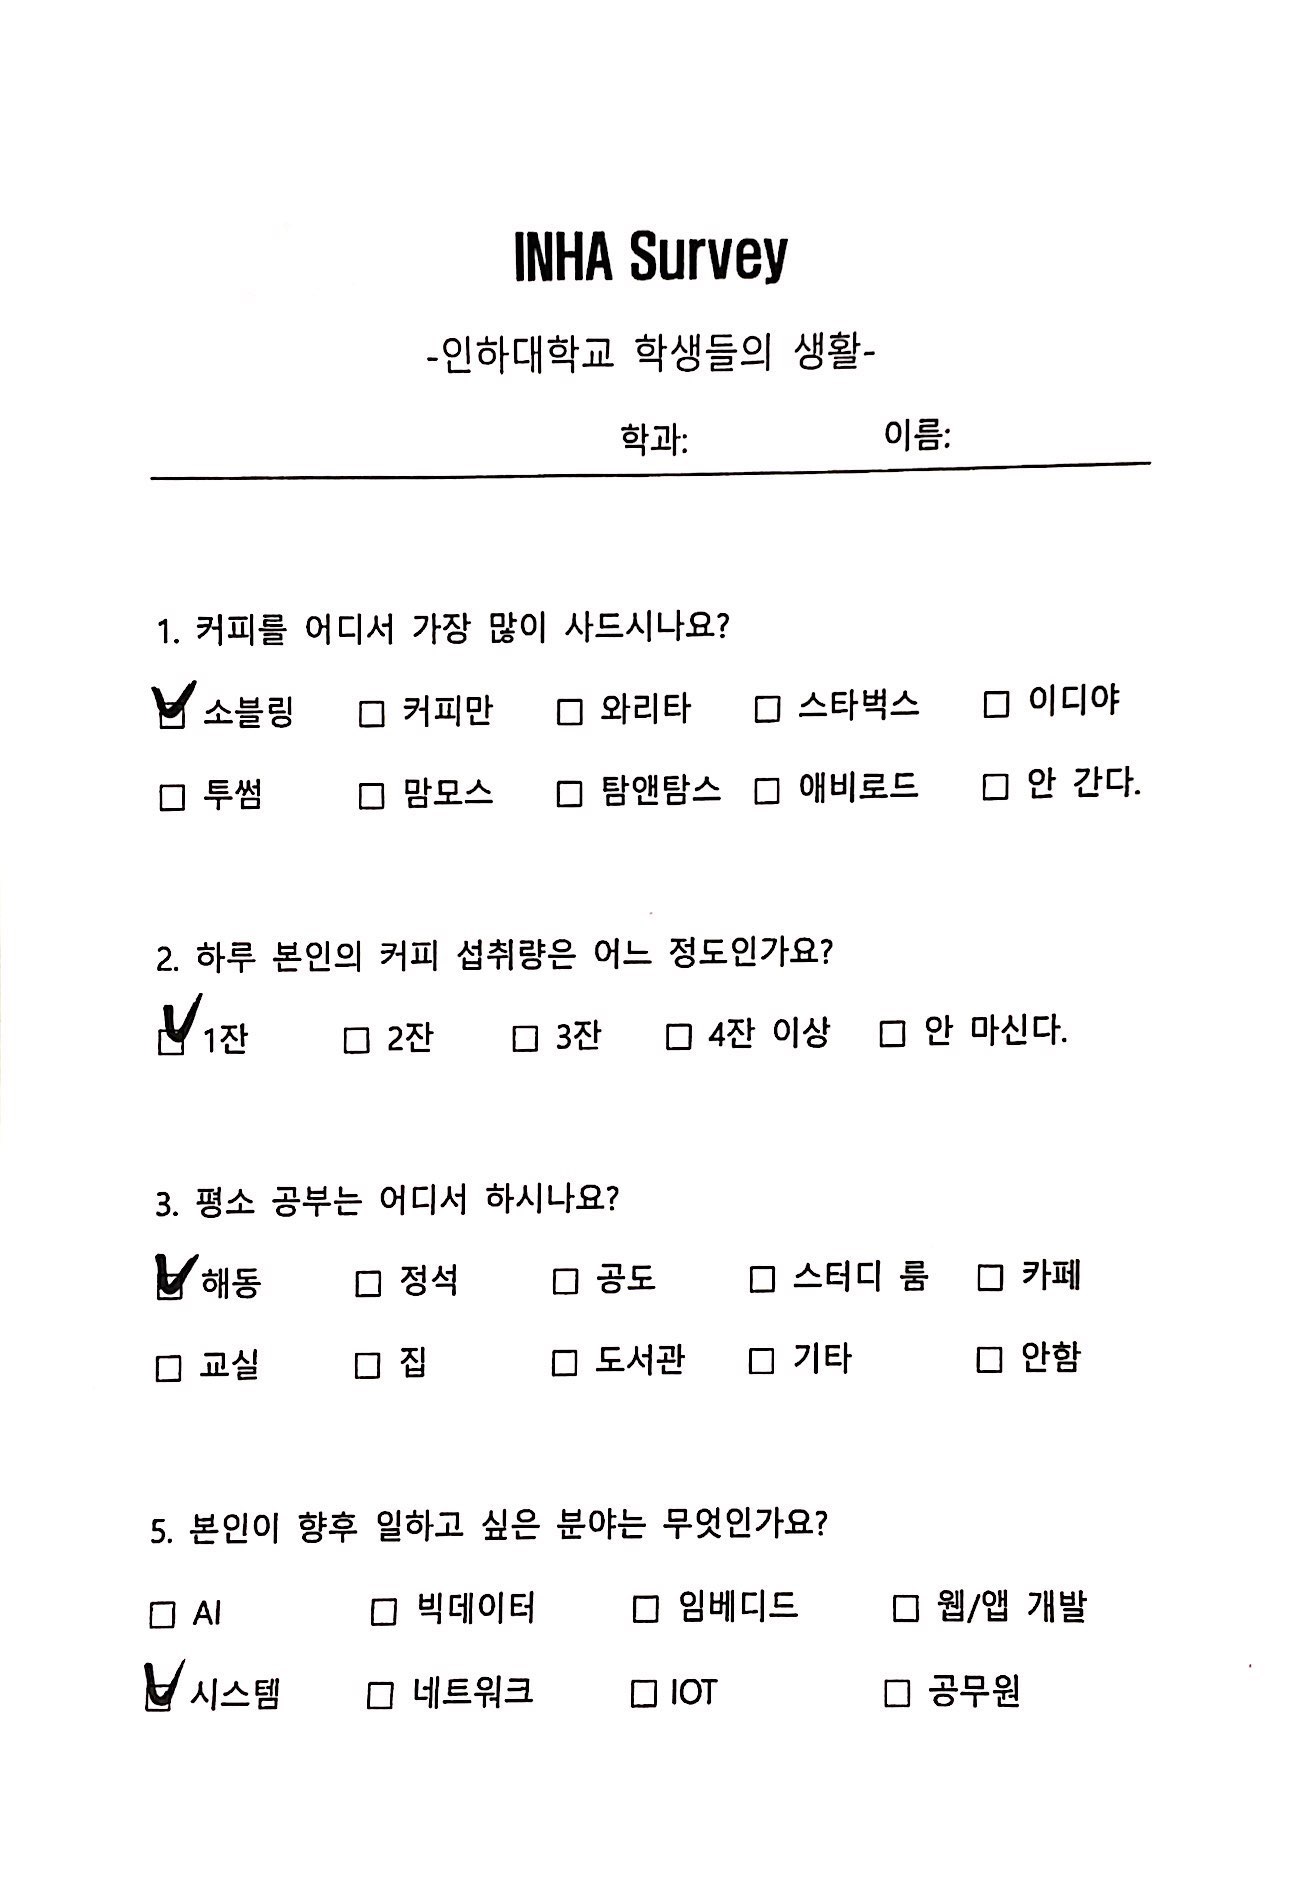 INHA Survey
-인하대학교 학생들의 생활-
학과: 이름:
1. 커피를 어디서 가장 많이 사드시나요?
☑ 소블링 ☐ 커피만 ☐ 와리타 ☐ 스타벅스 ☐ 이디야
☐ 투썸 ☐ 맘모스 ☐ 탐앤탐스 ☐ 애비로드 ☐ 안 간다.
2. 하루 본인의 커피 섭취량은 어느 정도인가요?
☑ 1잔 ☐ 2잔 ☐ 3잔 ☐ 4잔 이상 ☐ 안 마신다.
3. 평소 공부는 어디서 하시나요?
☑ 해동 ☐ 정석 ☐ 공도 ☐ 스터디 룸 ☐ 카페
☐ 교실 ☐ 집 ☐ 도서관 ☐ 기타 ☐ 안함
5. 본인이 향후 일하고 싶은 분야는 무엇인가요?
☐ AI ☐ 빅데이터 ☐ 임베디드 ☐ 웹/앱 개발
☑ 시스템 ☐ 네트워크 ☐ IOT ☐ 공무원